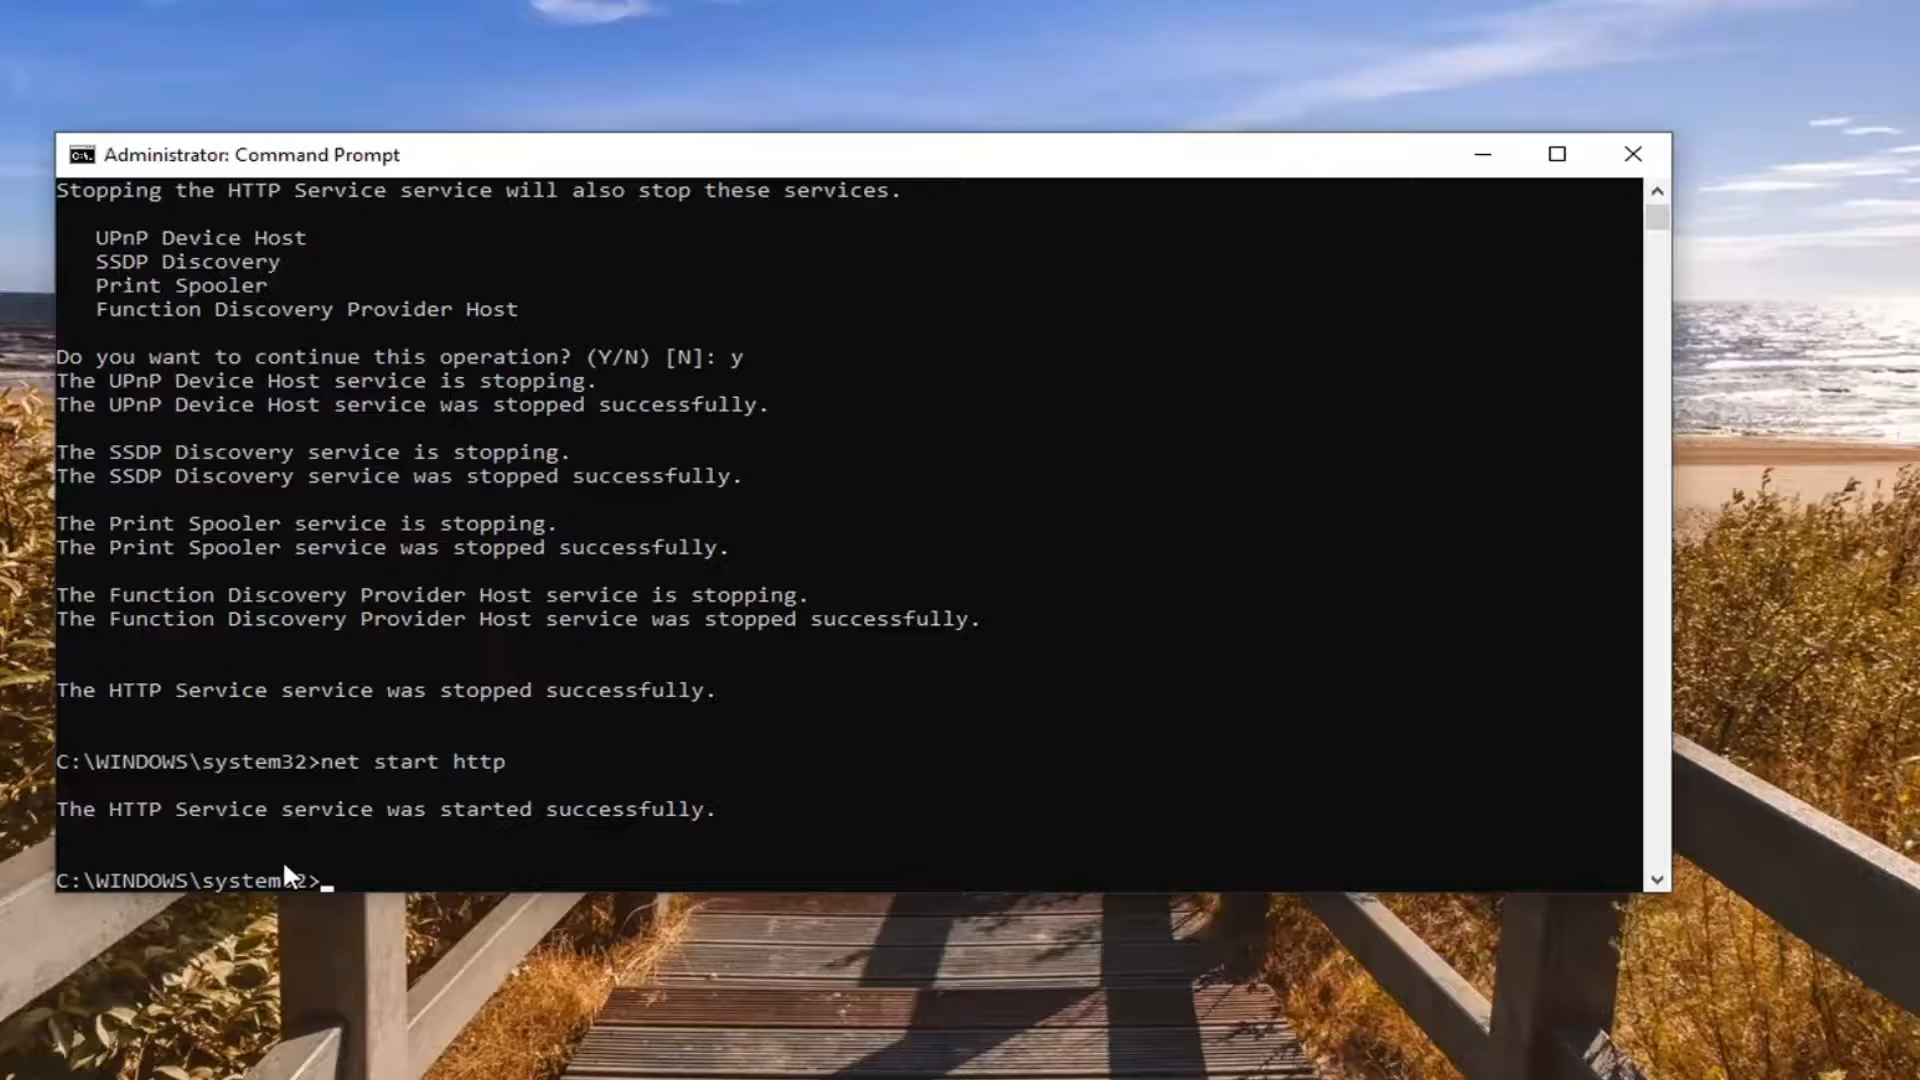 Administrator: Command Prompt
Stopping the HTTP Service service will also stop these services.
UPnP Device Host
SSDP Discovery
Print Spooler
Function Discovery Provider Host
Do you want to continue this operation? (Y/N) [N]: y
The UPnP Device Host service is stopping.
The UPnP Device Host service was stopped successfully.
The SSDP Discovery service is stopping.
The SSDP Discovery service was stopped successfully.
The Print Spooler service is stopping.
The Print Spooler service was stopped successfully.
The Function Discovery Provider Host service is stopping.
The Function Discovery Provider Host service was stopped successfully.
The HTTP Service service was stopped successfully.
C:\WINDOWS\system32>net start http
The HTTP Service service was started successfully.
C:\WINDOWS\system32>